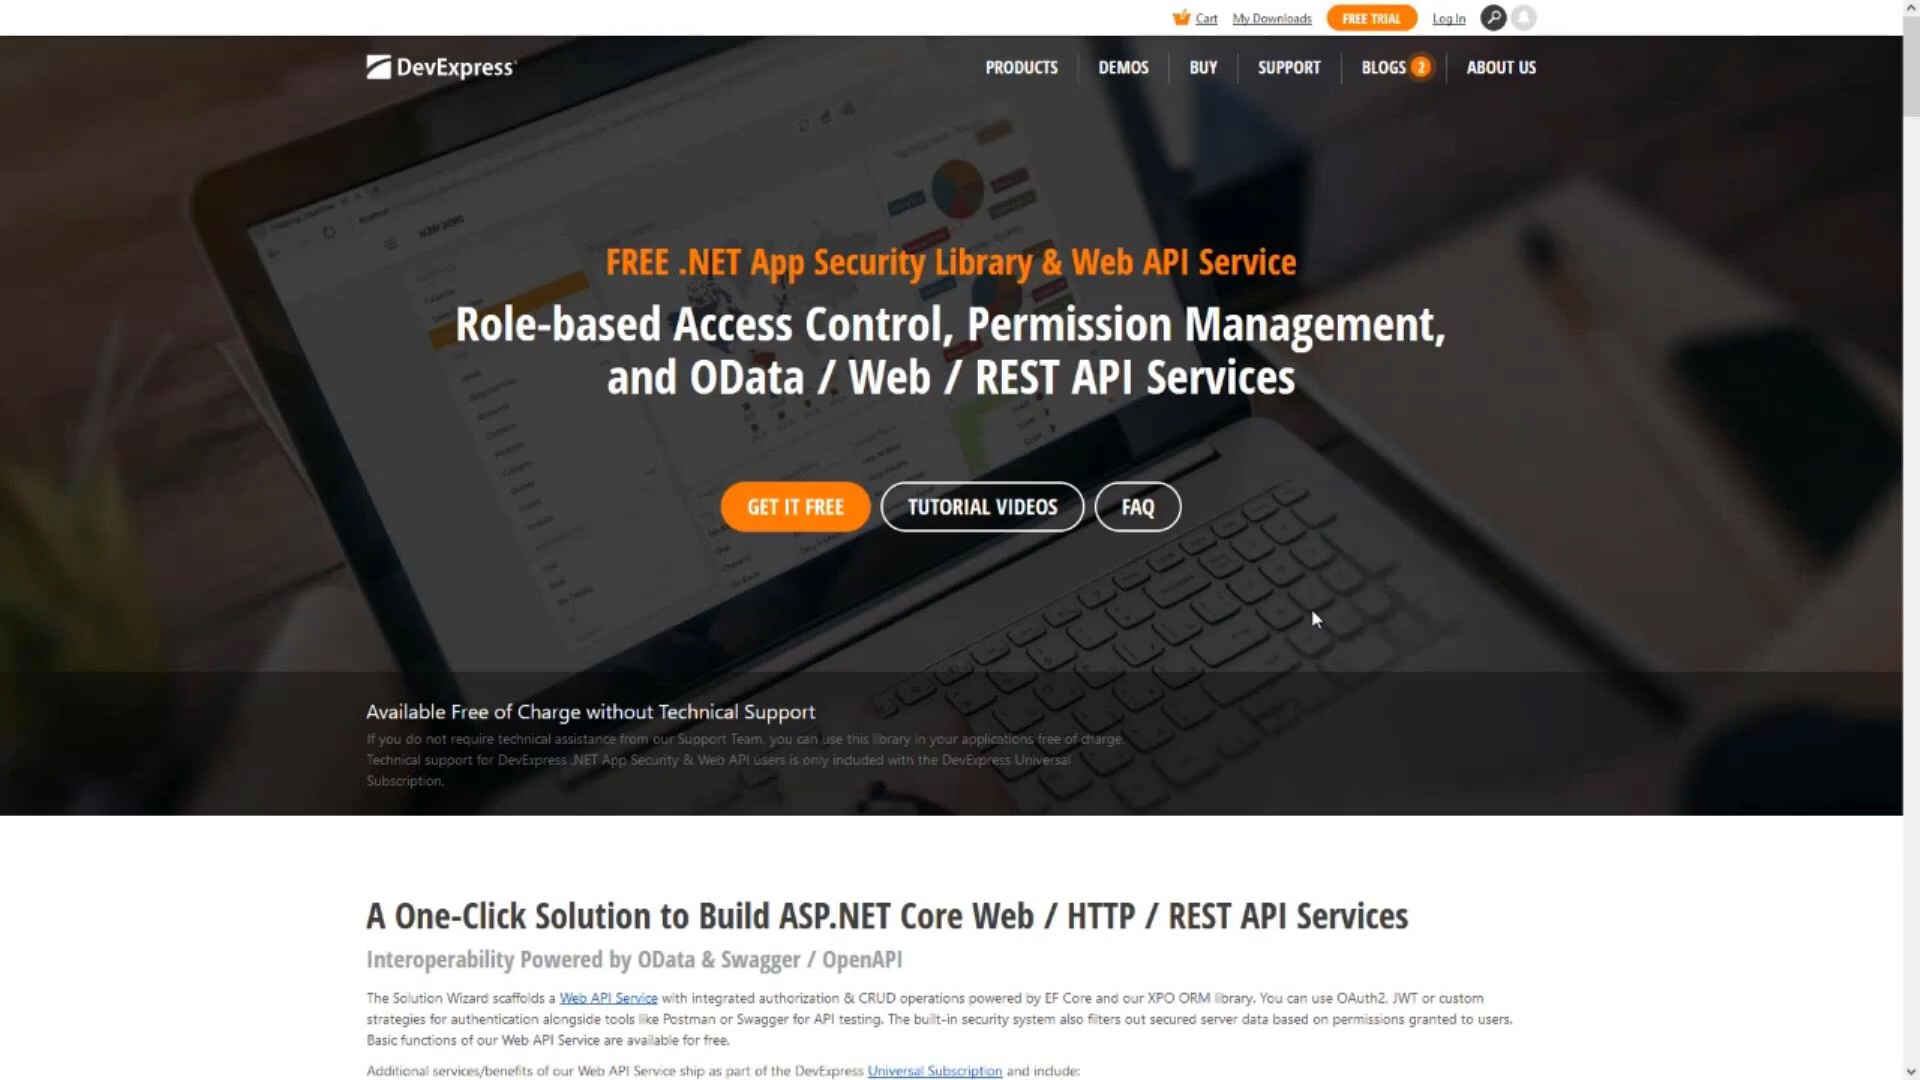 Cart My Downloads FREE TRIAL Log In
DevExpress
PRODUCTS DEMOS BUY SUPPORT BLOGS 2 ABOUT US
FREE .NET App Security Library & Web API Service
Role-based Access Control, Permission Management,
and OData / Web / REST API Services
GET IT FREE TUTORIAL VIDEOS FAQ
Available Free of Charge without Technical Support
If you do not require technical assistance from our Support Team, you can use this library in your applications free of charge.
Technical support for DevExpress .NET App Security & Web API users is only included with the DevExpress Universal
Subscription.
A One-Click Solution to Build ASP.NET Core Web / HTTP / REST API Services
Interoperability Powered by OData & Swagger / OpenAPI
The Solution Wizard scaffolds a Web API Service with integrated authorization & CRUD operations powered by EF Core and our XPO ORM library. You can use OAuth2, JWT or custom
strategies for authentication alongside tools like Postman or Swagger for API testing. The built-in security system also filters out secured server data based on permissions granted to users.
Basic functions of our Web API Service are available for free.
Additional services/benefits of our Web API Service ship as part of the DevExpress Universal Subscription and include: